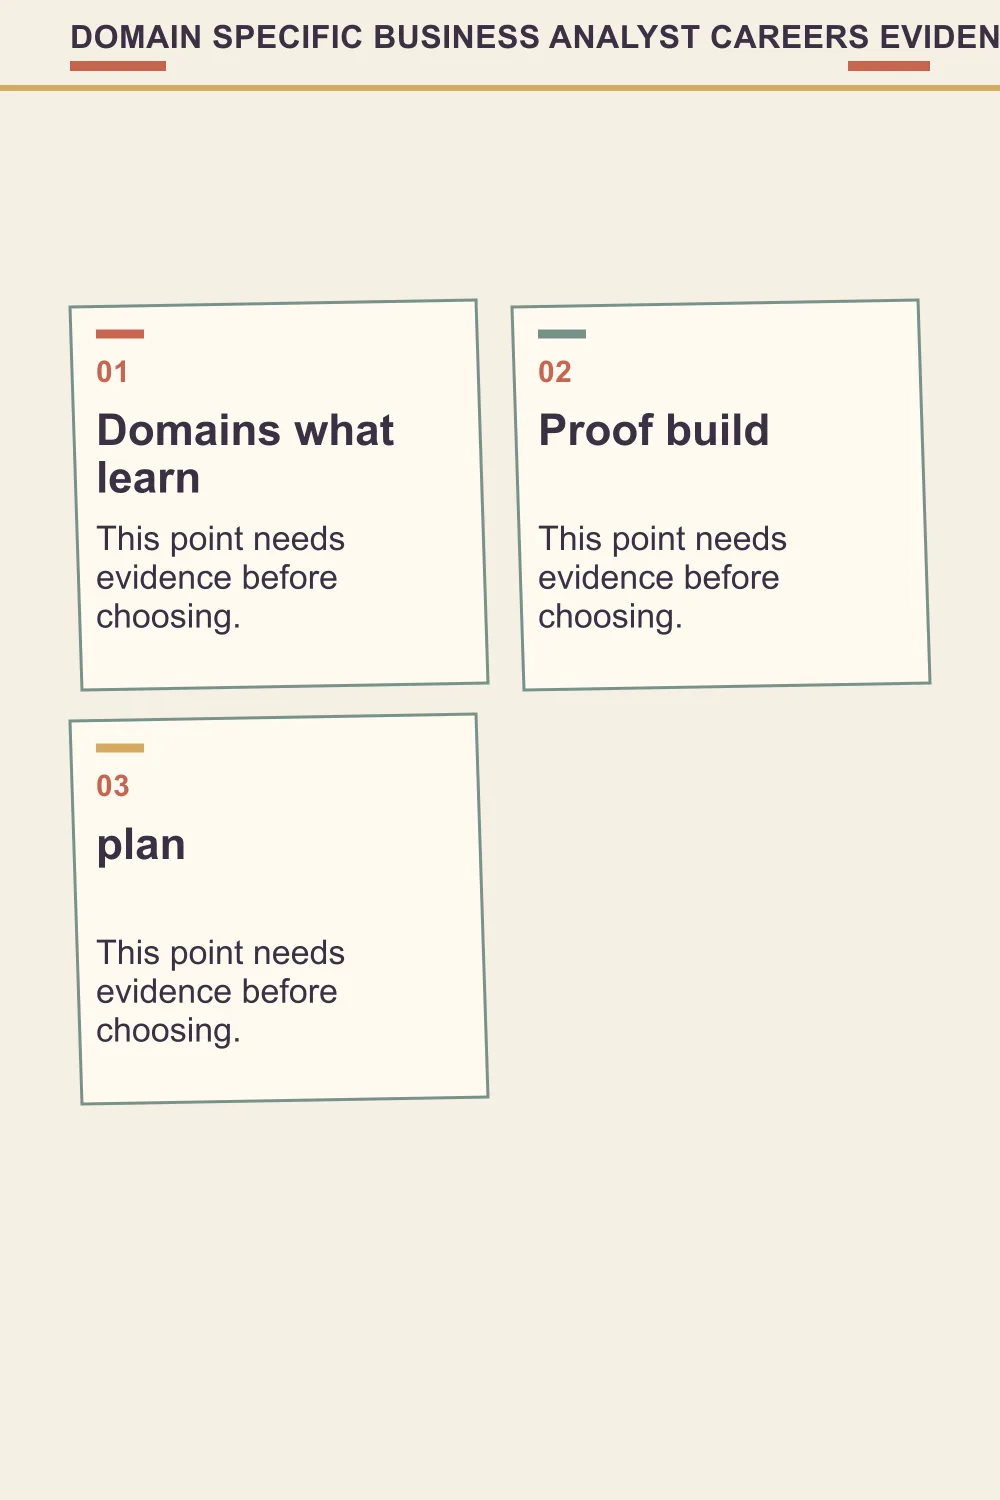 DOMAIN SPECIFIC BUSINESS ANALYST CAREERS EVIDEN
01
Domains what
learn
This point needs
evidence before
choosing.
02
Proof build
This point needs
evidence before
choosing.
03
plan
This point needs
evidence before
choosing.